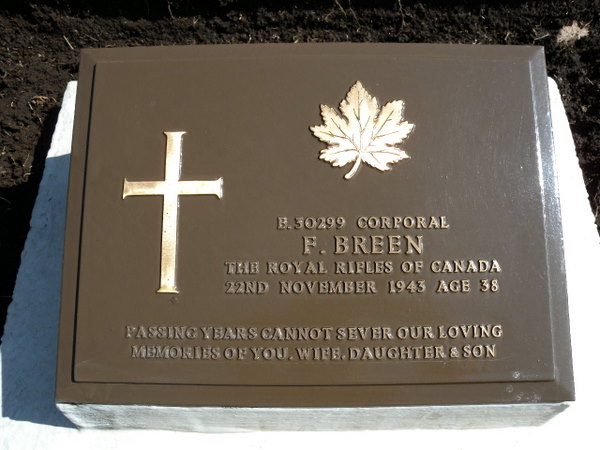 E.30299 CORPORAL
F. BREEN
THE ROYAL RIFLES OF CANADA
22ND NOVEMBER 1943 AGE 38
PASSING YEARS CANNOT SEVER OUR LOVING
MEMORIES OF YOU. WIFE, DAUGHTER & SON